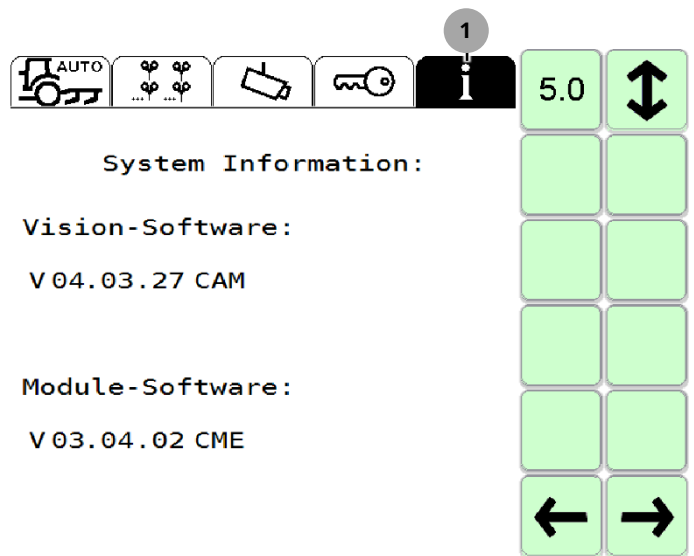 1
AUTO
... ...
i
5.0
System Information:
Vision-Software:
V 04.03.27 CAM
Module-Software:
V 03.04.02 CME